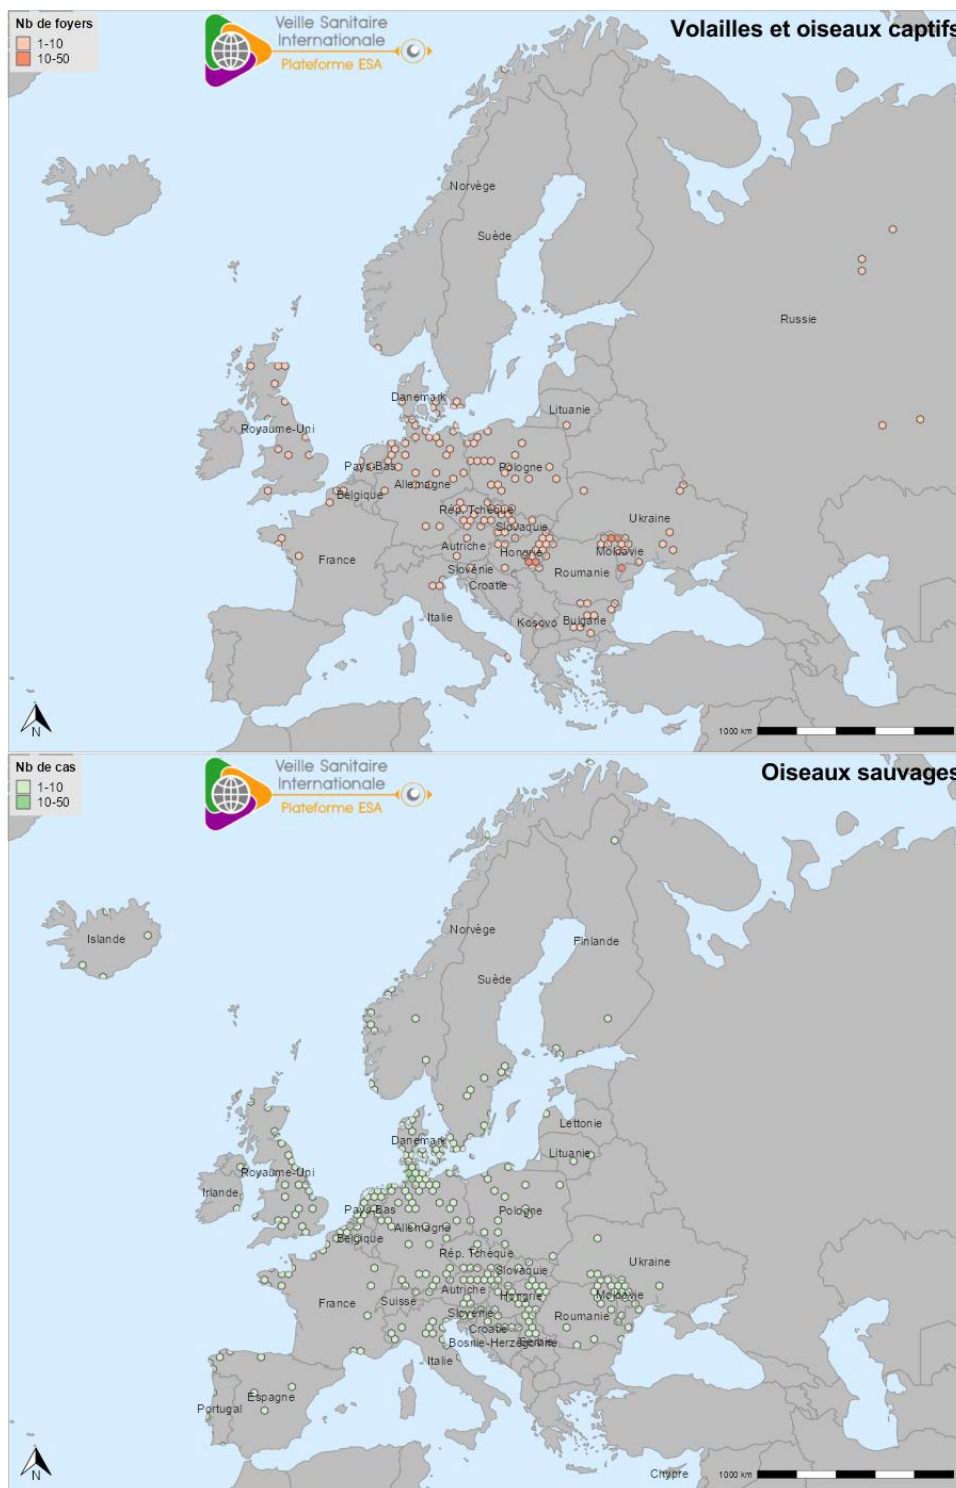 Nb de foyers
1-10
10-50
Veille Sanitaire
Internationale
Plateforme ESA
Volailles et oiseaux captifs
Norvège
Suède
Russie
Danemark
Lituanie
Royaume-Uni
Pays-Bas
Pologne
Allemagne
Belgique
Rép. Tchèque
Ukraine
Slovaquie
Autriche
Hongrie
Moldavie
France
Slovénie
Roumanie
Croatie
Italie
Kosovo
Bulgarie
N
1000 km
Nb de cas
1-10
10-50
Veille Sanitaire
Internationale
Plateforme ESA
Oiseaux sauvages
Islande
Norvège
Finlande
Suède
Lettonie
Danemark
Lituanie
Royaume-Uni
Irlande
Pays-Bas
Pologne
Allemagne
Belgique
Rép. Tchèque
Ukraine
Slovaquie
Autriche
Hongrie
Moldavie
France
Suisse
Slovénie
Roumanie
Croatie
Bosnie-Herzégovine
Italie
Espagne
Portugal
Chypre
N
1000 km